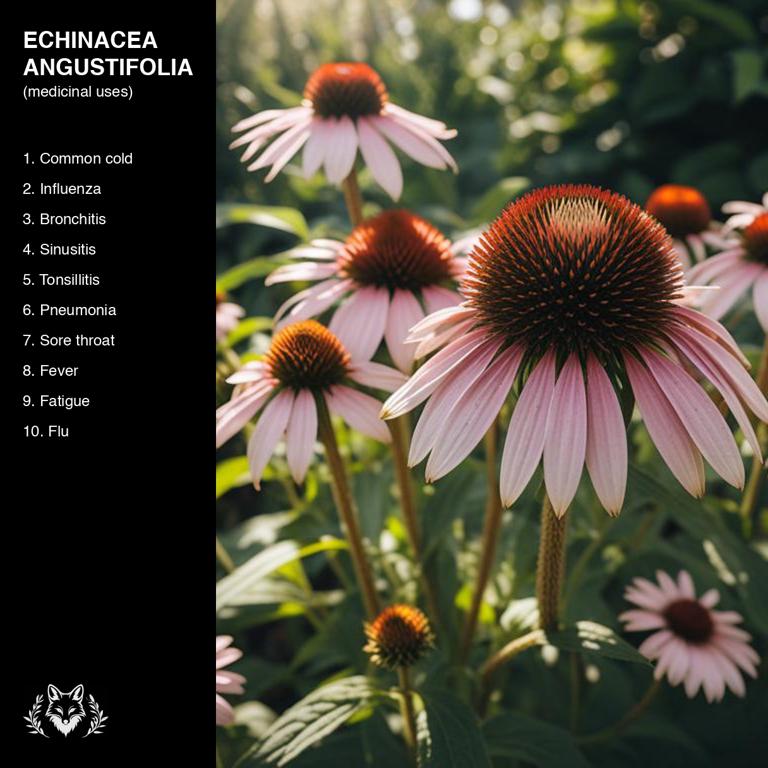 ECHINACEA
ANGUSTIFOLIA
(medicinal uses)
1. Common cold
2. Influenza
3. Bronchitis
4. Sinusitis
5. Tonsillitis
6. Pneumonia
7. Sore throat
8. Fever
9. Fatigue
10. Flu